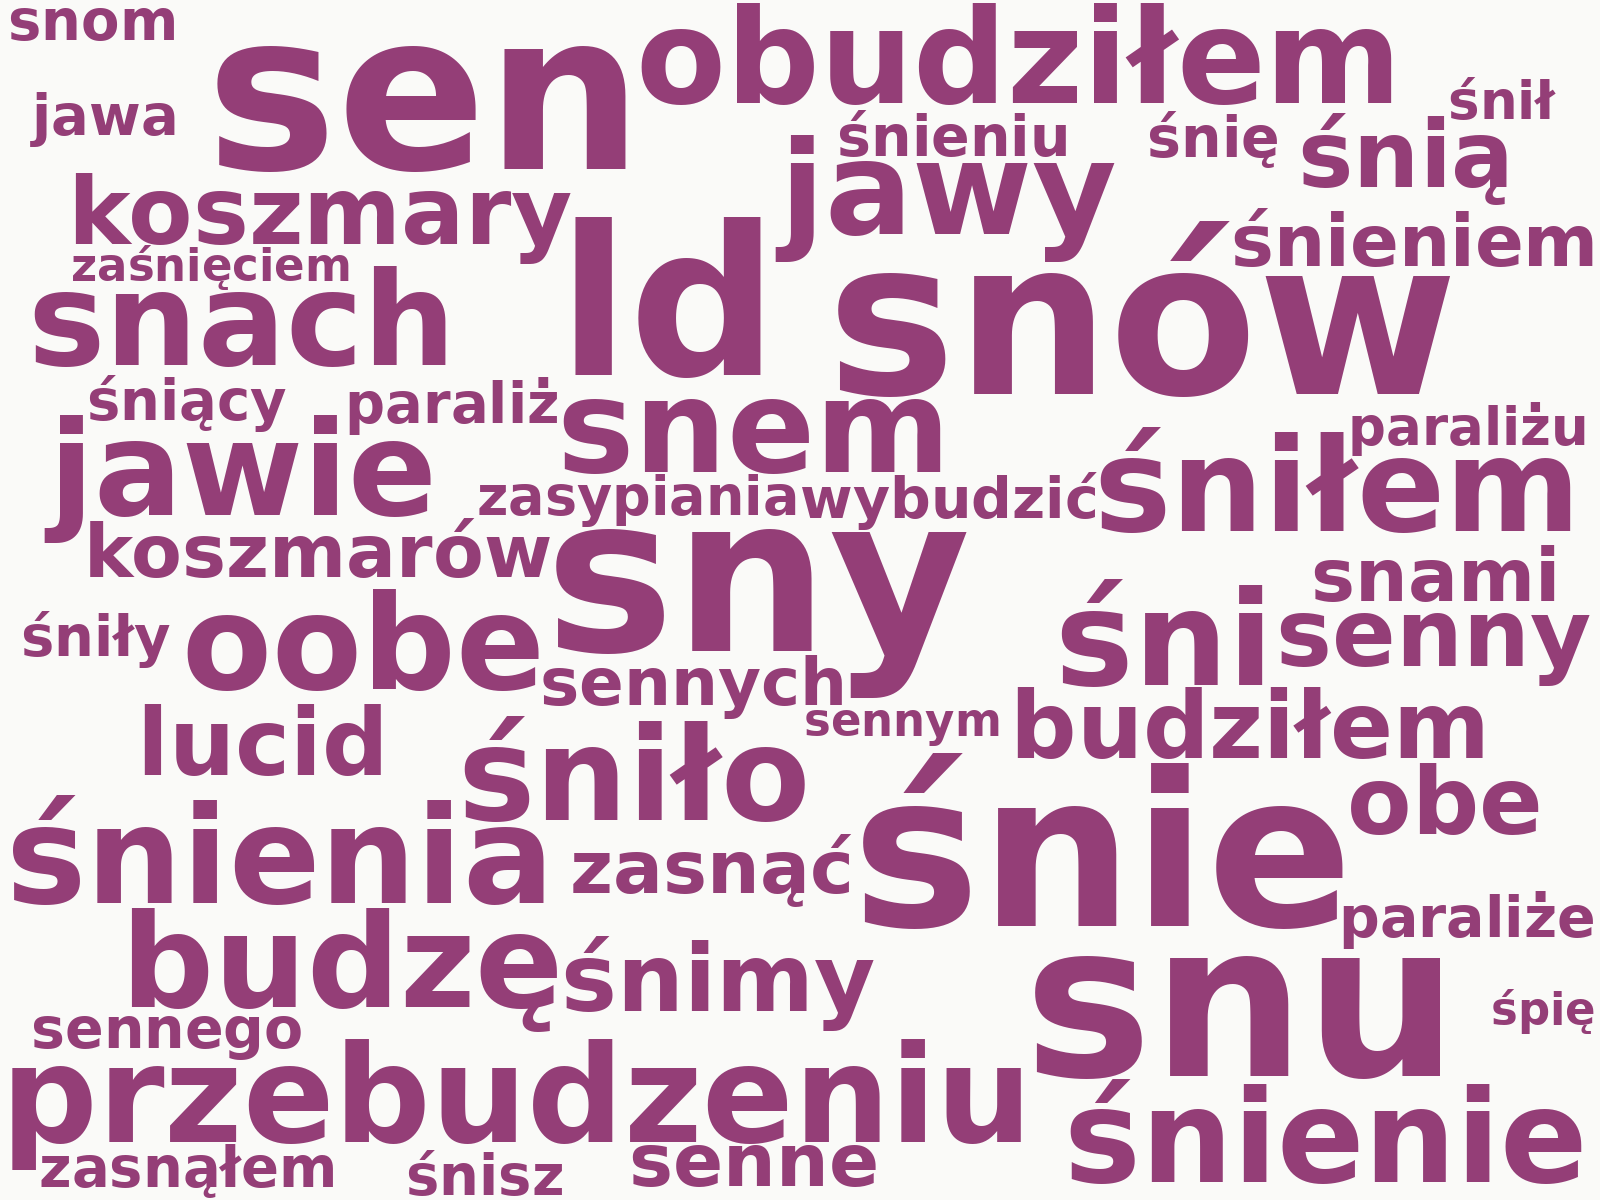 snom
sen
obudziłem
jawa
śnił
śnieniu
śnię
śnią
koszmary
jawy
zaśnięciem
ld
snów
śnieniem
snach
śniący
paraliż
snem
paraliżu
jawie
zasypiania
wybudzić
śniłem
koszmarów
sny
snami
śniły
oobe
śni
senny
sennych
lucid
śniło
sennym
budziłem
śnienia
zasnąć
śnie
obe
budzę
śnimy
paraliże
sennego
snu
śpię
przebudzeniu
śnienie
zasnąłem
śnisz
senne